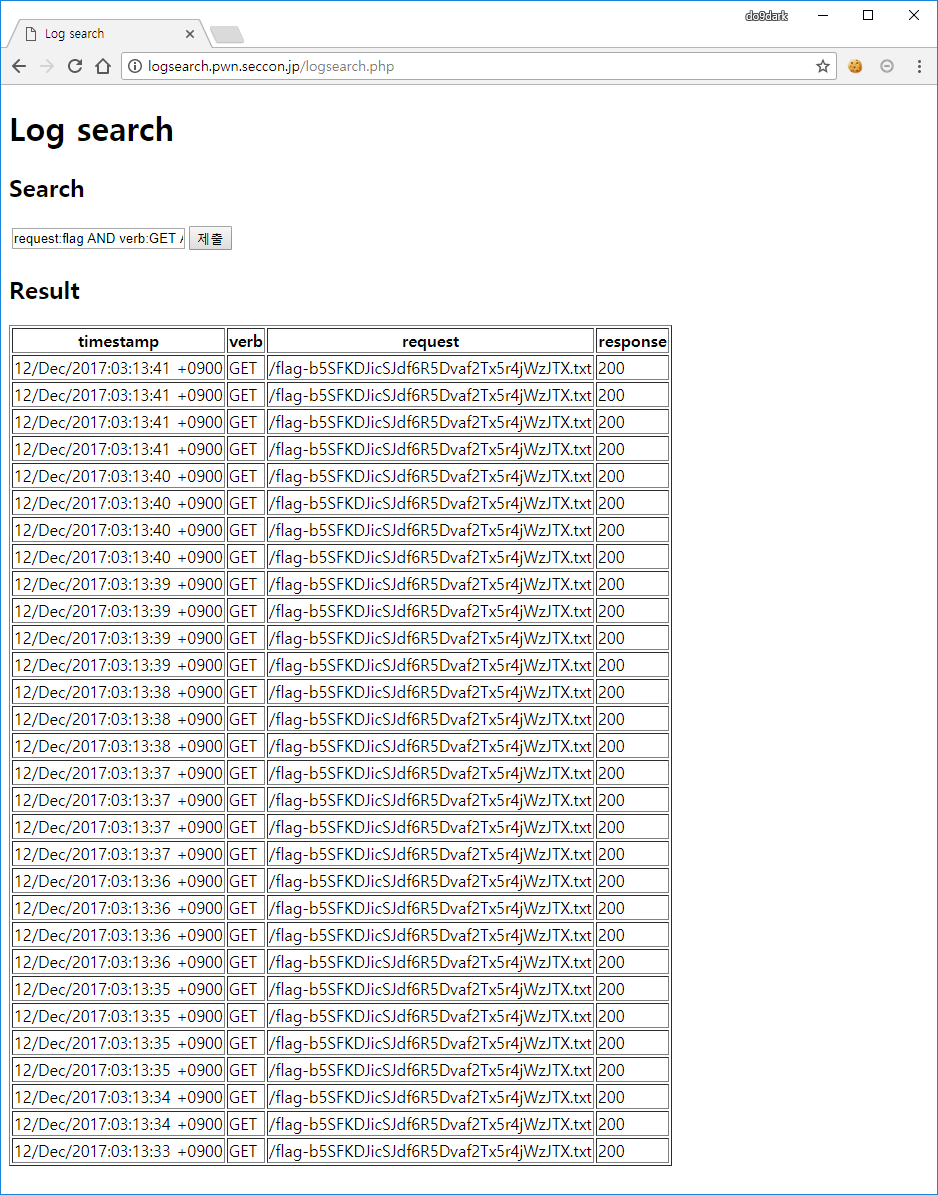 do9dark
Log search
logsearch.pwn.seccon.jp/logsearch.php
Log search
Search
request:flag AND verb:GET 제출
Result
timestamp verb request response
12/Dec/2017:03:13:41 +0900 GET /flag-b5SFKDJicSJdf6R5Dvaf2Tx5r4jWzJTX.txt 200
12/Dec/2017:03:13:41 +0900 GET /flag-b5SFKDJicSJdf6R5Dvaf2Tx5r4jWzJTX.txt 200
12/Dec/2017:03:13:41 +0900 GET /flag-b5SFKDJicSJdf6R5Dvaf2Tx5r4jWzJTX.txt 200
12/Dec/2017:03:13:41 +0900 GET /flag-b5SFKDJicSJdf6R5Dvaf2Tx5r4jWzJTX.txt 200
12/Dec/2017:03:13:40 +0900 GET /flag-b5SFKDJicSJdf6R5Dvaf2Tx5r4jWzJTX.txt 200
12/Dec/2017:03:13:40 +0900 GET /flag-b5SFKDJicSJdf6R5Dvaf2Tx5r4jWzJTX.txt 200
12/Dec/2017:03:13:40 +0900 GET /flag-b5SFKDJicSJdf6R5Dvaf2Tx5r4jWzJTX.txt 200
12/Dec/2017:03:13:40 +0900 GET /flag-b5SFKDJicSJdf6R5Dvaf2Tx5r4jWzJTX.txt 200
12/Dec/2017:03:13:39 +0900 GET /flag-b5SFKDJicSJdf6R5Dvaf2Tx5r4jWzJTX.txt 200
12/Dec/2017:03:13:39 +0900 GET /flag-b5SFKDJicSJdf6R5Dvaf2Tx5r4jWzJTX.txt 200
12/Dec/2017:03:13:39 +0900 GET /flag-b5SFKDJicSJdf6R5Dvaf2Tx5r4jWzJTX.txt 200
12/Dec/2017:03:13:39 +0900 GET /flag-b5SFKDJicSJdf6R5Dvaf2Tx5r4jWzJTX.txt 200
12/Dec/2017:03:13:38 +0900 GET /flag-b5SFKDJicSJdf6R5Dvaf2Tx5r4jWzJTX.txt 200
12/Dec/2017:03:13:38 +0900 GET /flag-b5SFKDJicSJdf6R5Dvaf2Tx5r4jWzJTX.txt 200
12/Dec/2017:03:13:38 +0900 GET /flag-b5SFKDJicSJdf6R5Dvaf2Tx5r4jWzJTX.txt 200
12/Dec/2017:03:13:37 +0900 GET /flag-b5SFKDJicSJdf6R5Dvaf2Tx5r4jWzJTX.txt 200
12/Dec/2017:03:13:37 +0900 GET /flag-b5SFKDJicSJdf6R5Dvaf2Tx5r4jWzJTX.txt 200
12/Dec/2017:03:13:37 +0900 GET /flag-b5SFKDJicSJdf6R5Dvaf2Tx5r4jWzJTX.txt 200
12/Dec/2017:03:13:37 +0900 GET /flag-b5SFKDJicSJdf6R5Dvaf2Tx5r4jWzJTX.txt 200
12/Dec/2017:03:13:36 +0900 GET /flag-b5SFKDJicSJdf6R5Dvaf2Tx5r4jWzJTX.txt 200
12/Dec/2017:03:13:36 +0900 GET /flag-b5SFKDJicSJdf6R5Dvaf2Tx5r4jWzJTX.txt 200
12/Dec/2017:03:13:36 +0900 GET /flag-b5SFKDJicSJdf6R5Dvaf2Tx5r4jWzJTX.txt 200
12/Dec/2017:03:13:36 +0900 GET /flag-b5SFKDJicSJdf6R5Dvaf2Tx5r4jWzJTX.txt 200
12/Dec/2017:03:13:35 +0900 GET /flag-b5SFKDJicSJdf6R5Dvaf2Tx5r4jWzJTX.txt 200
12/Dec/2017:03:13:35 +0900 GET /flag-b5SFKDJicSJdf6R5Dvaf2Tx5r4jWzJTX.txt 200
12/Dec/2017:03:13:35 +0900 GET /flag-b5SFKDJicSJdf6R5Dvaf2Tx5r4jWzJTX.txt 200
12/Dec/2017:03:13:35 +0900 GET /flag-b5SFKDJicSJdf6R5Dvaf2Tx5r4jWzJTX.txt 200
12/Dec/2017:03:13:34 +0900 GET /flag-b5SFKDJicSJdf6R5Dvaf2Tx5r4jWzJTX.txt 200
12/Dec/2017:03:13:34 +0900 GET /flag-b5SFKDJicSJdf6R5Dvaf2Tx5r4jWzJTX.txt 200
12/Dec/2017:03:13:33 +0900 GET /flag-b5SFKDJicSJdf6R5Dvaf2Tx5r4jWzJTX.txt 200